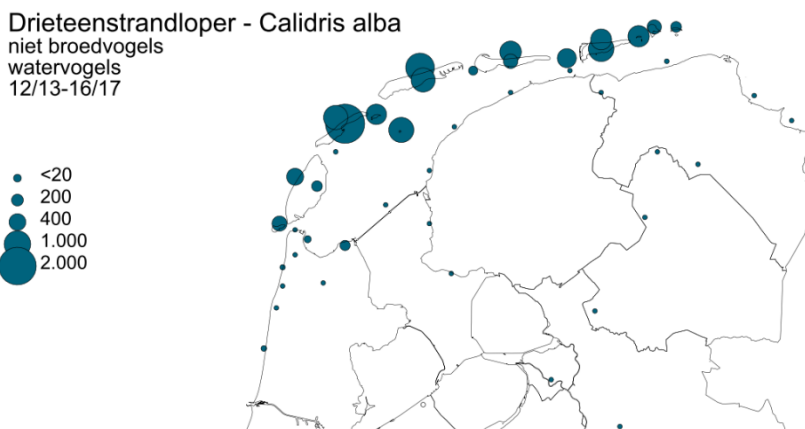 Drieteenstrandloper - Calidris alba
niet broedvogels
watervogels
12/13-16/17
<20
200
400
1.000
2.000